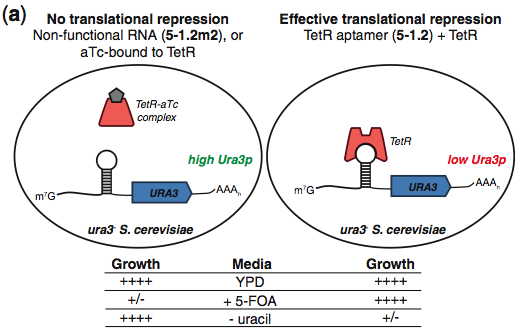 (a)
No translational repression
Non-functional RNA (5-1.2m2), or
aTc-bound to TetR
TetR-aTc
complex
high Ura3p
m7G
URA3
AAAn
ura3- S. cerevisiae
Effective translational repression
TetR aptamer (5-1.2) + TetR
TetR
low Ura3p
m7G
URA3
AAAn
ura3- S. cerevisiae
Growth Media Growth
++++ YPD ++++
+/- + 5-FOA ++++
++++ - uracil +/-